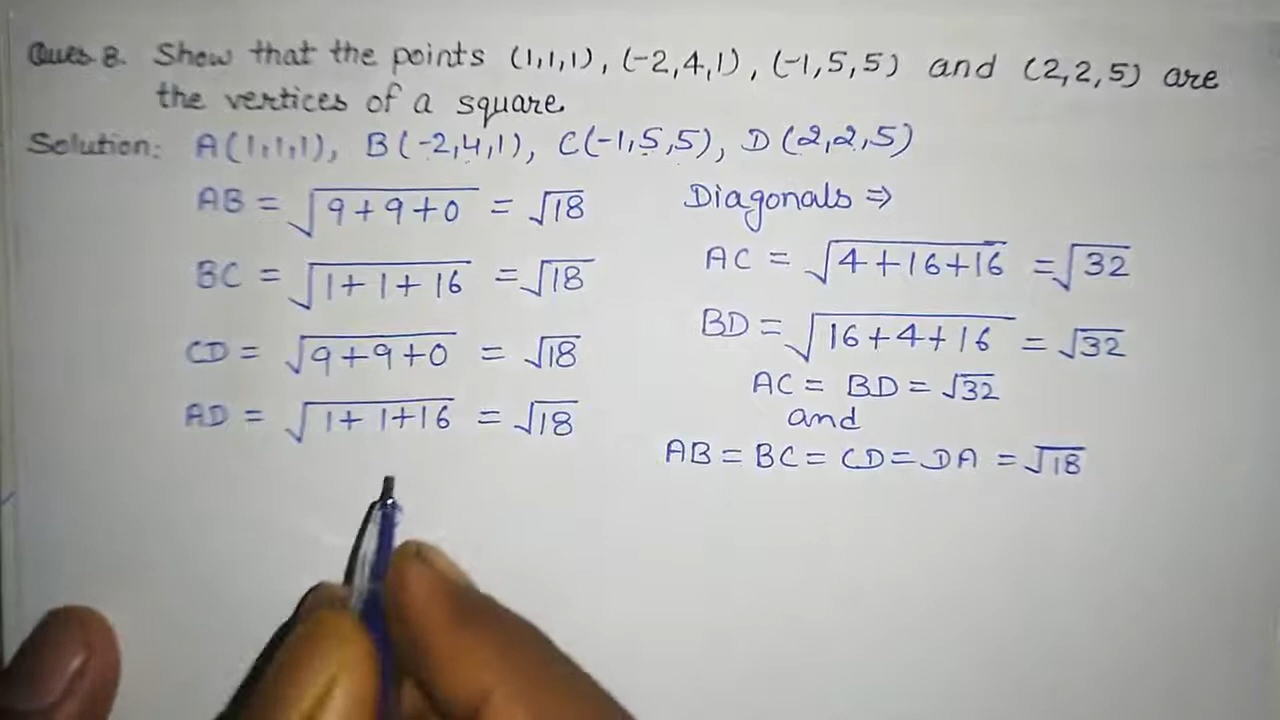 Ques 8. Show that the points (1,1,1), (-2,4,1), (-1,5,5) and (2,2,5) are
the vertices of a square.
Solution: A(1,1,1), B(-2,4,1), C(-1,5,5), D(2,2,5)
AB = √9+9+0 = √18
BC = √1+1+16 = √18
CD = √9+9+0 = √18
AD = √1+1+16 = √18
Diagonals ⇒
AC = √4+16+16 = √32
BD = √16+4+16 = √32
AC = BD = √32
and
AB = BC = CD = DA = √18